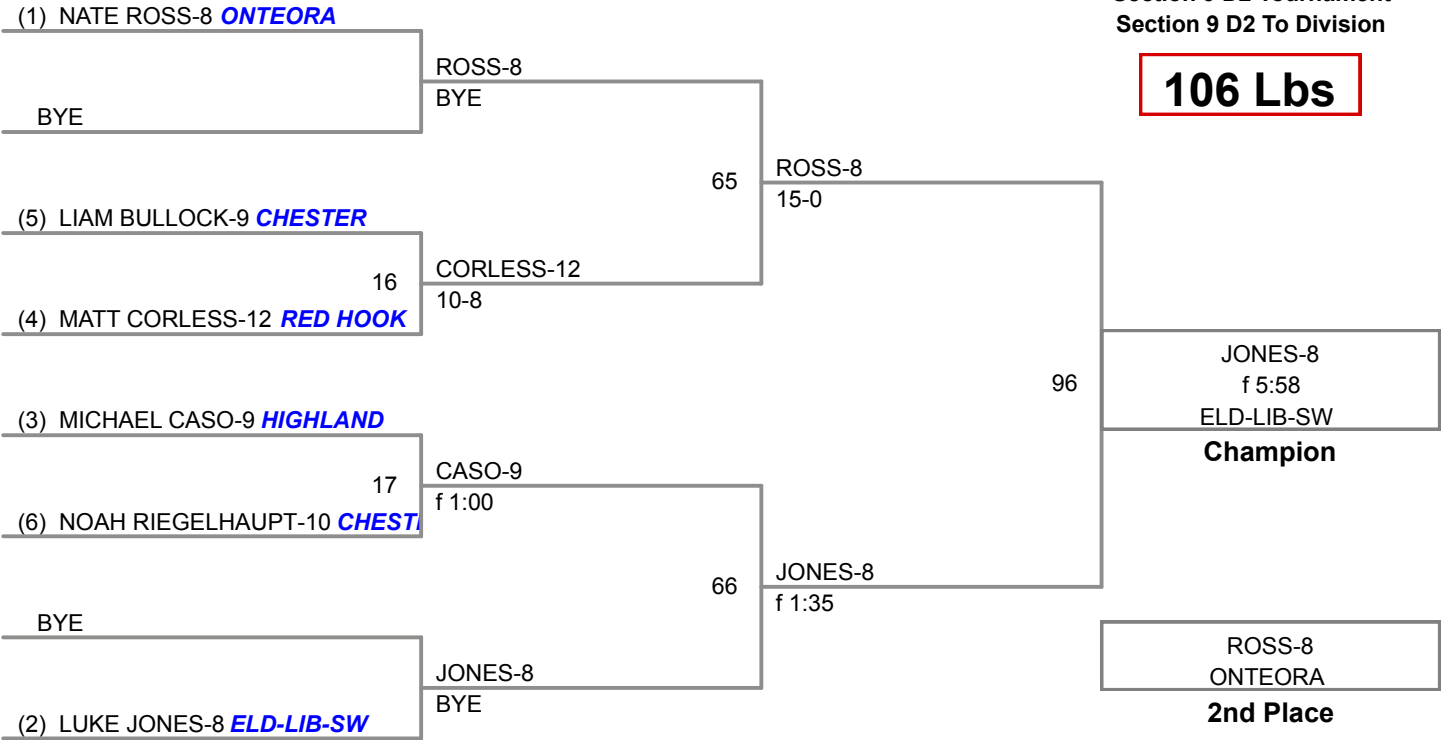 (1) NATE ROSS-8 ONTEORA
Section 9 D2 To Division
106 Lbs
ROSS-8
BYE
BYE
65
ROSS-8
15-0
(5) LIAM BULLOCK-9 CHESTER
16
CORLESS-12
10-8
(4) MATT CORLESS-12 RED HOOK
96
JONES-8
f 5:58
ELD-LIB-SW
Champion
(3) MICHAEL CASO-9 HIGHLAND
17
CASO-9
f 1:00
(6) NOAH RIEGELHAUPT-10
66
JONES-8
f 1:35
BYE
JONES-8
BYE
(2) LUKE JONES-8 ELD-LIB-SW
ROSS-8
ONTEORA
2nd Place